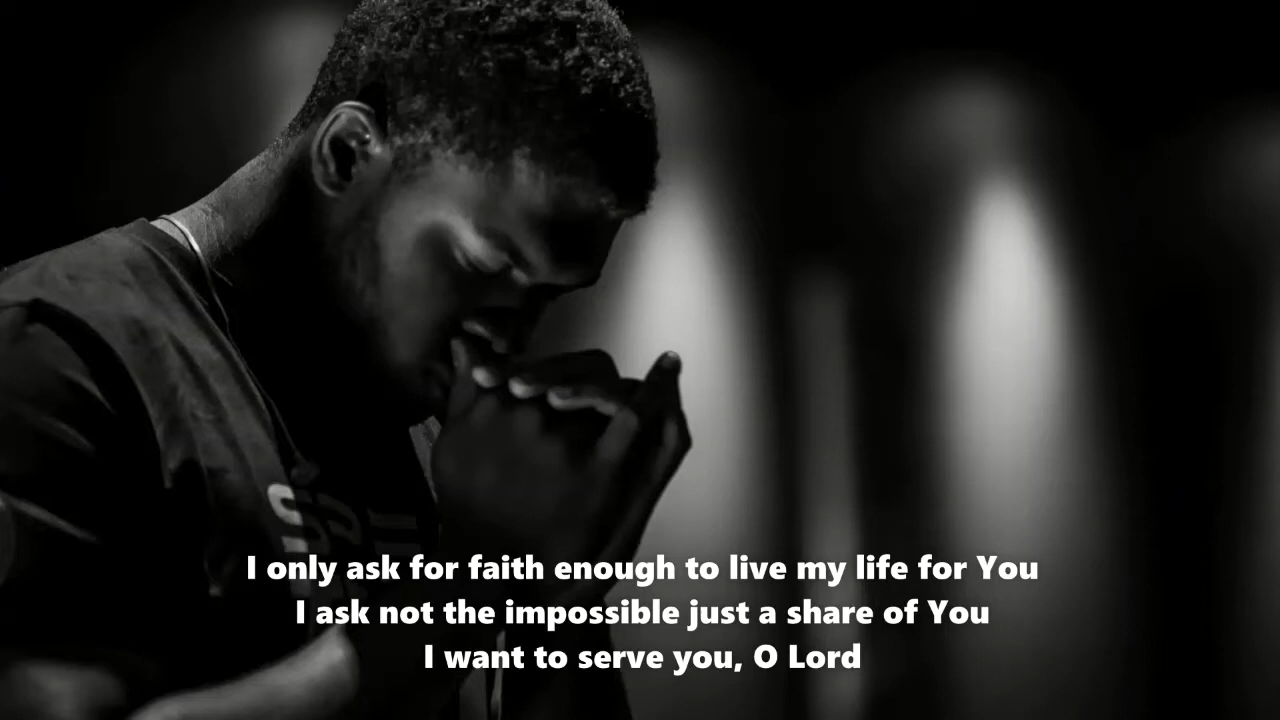 I only ask for faith enough to live my life for You
I ask not the impossible just a share of You
I want to serve you, O Lord